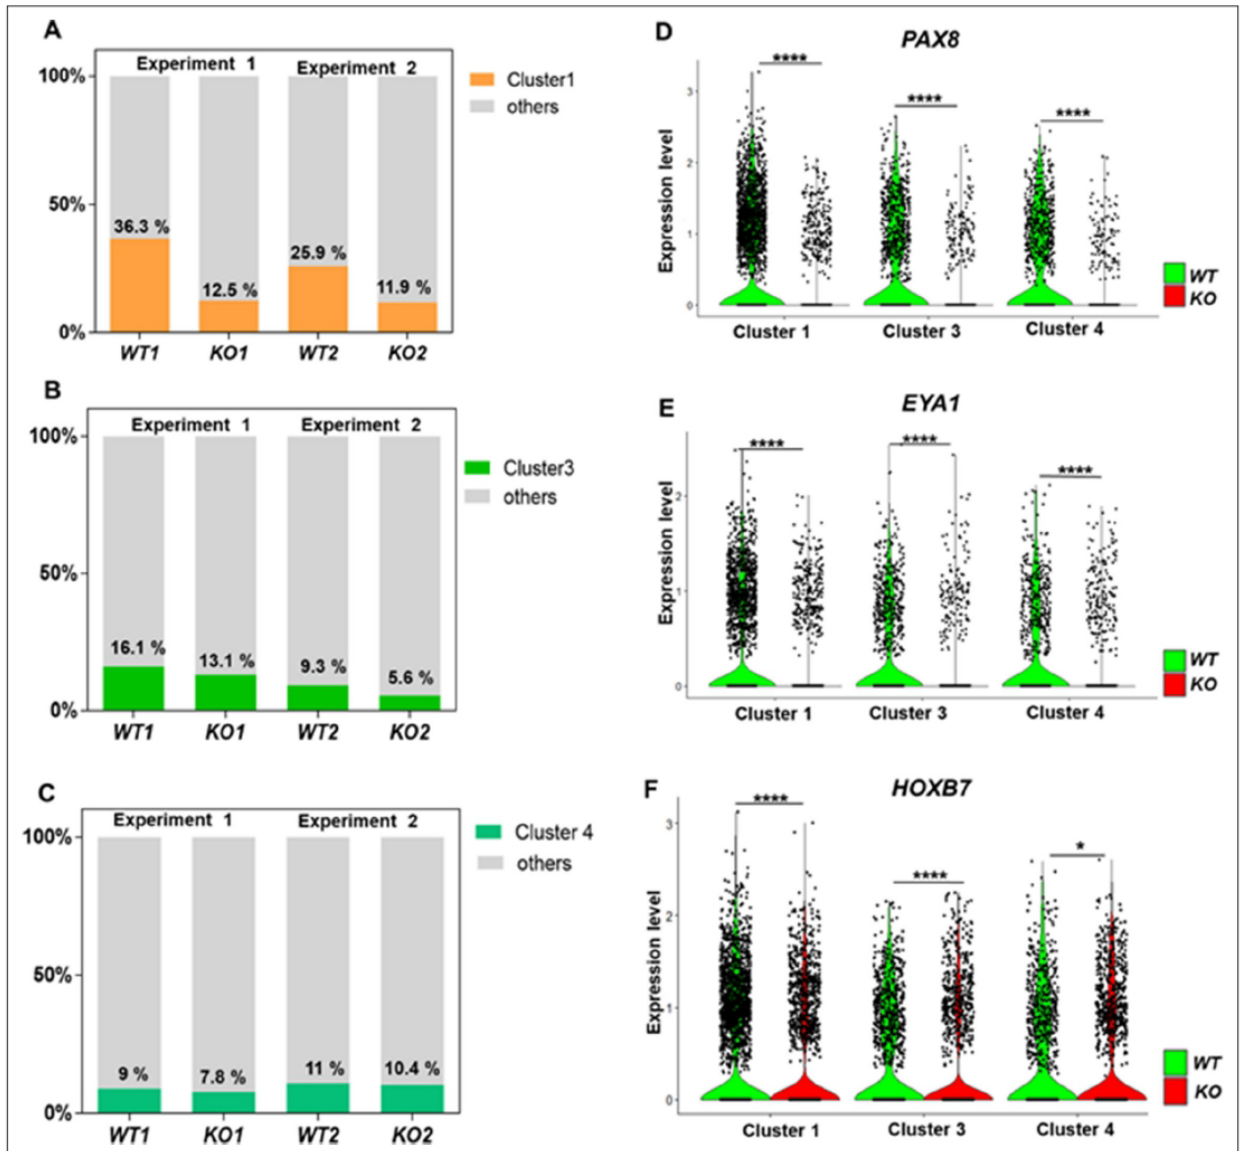 A
Experiment 1
Experiment 2
100%
50%
0%
36.3 %
12.5 %
25.9 %
11.9 %
WT1
KO1
WT2
KO2
Cluster1
others
B
Experiment 1
Experiment 2
100%
50%
0%
16.1 %
13.1 %
9.3 %
5.6 %
WT1
KO1
WT2
KO2
Cluster3
others
C
Experiment 1
Experiment 2
100%
50%
0%
9 %
7.8 %
11 %
10.4 %
WT1
KO1
WT2
KO2
Cluster 4
others
D
PAX8
Expression level
3
2
1
0
****
****
****
Cluster 1
Cluster 3
Cluster 4
WT
KO
E
EYA1
Expression level
2
1
0
****
****
****
Cluster 1
Cluster 3
Cluster 4
WT
KO
F
HOXB7
Expression level
3
2
1
0
****
****
*
Cluster 1
Cluster 3
Cluster 4
WT
KO